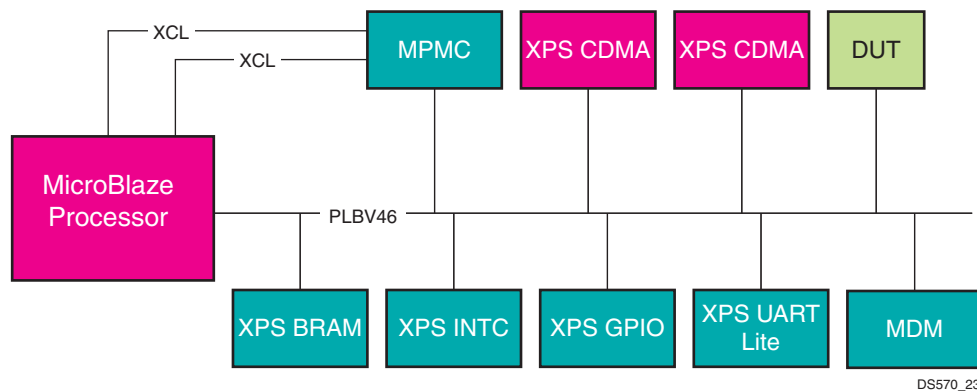 XCL
XCL
MPMC
XPS CDMA
XPS CDMA
DUT
MicroBlaze
Processor
PLBV46
XPS BRAM
XPS INTC
XPS GPIO
XPS UART
Lite
MDM
DS570_23